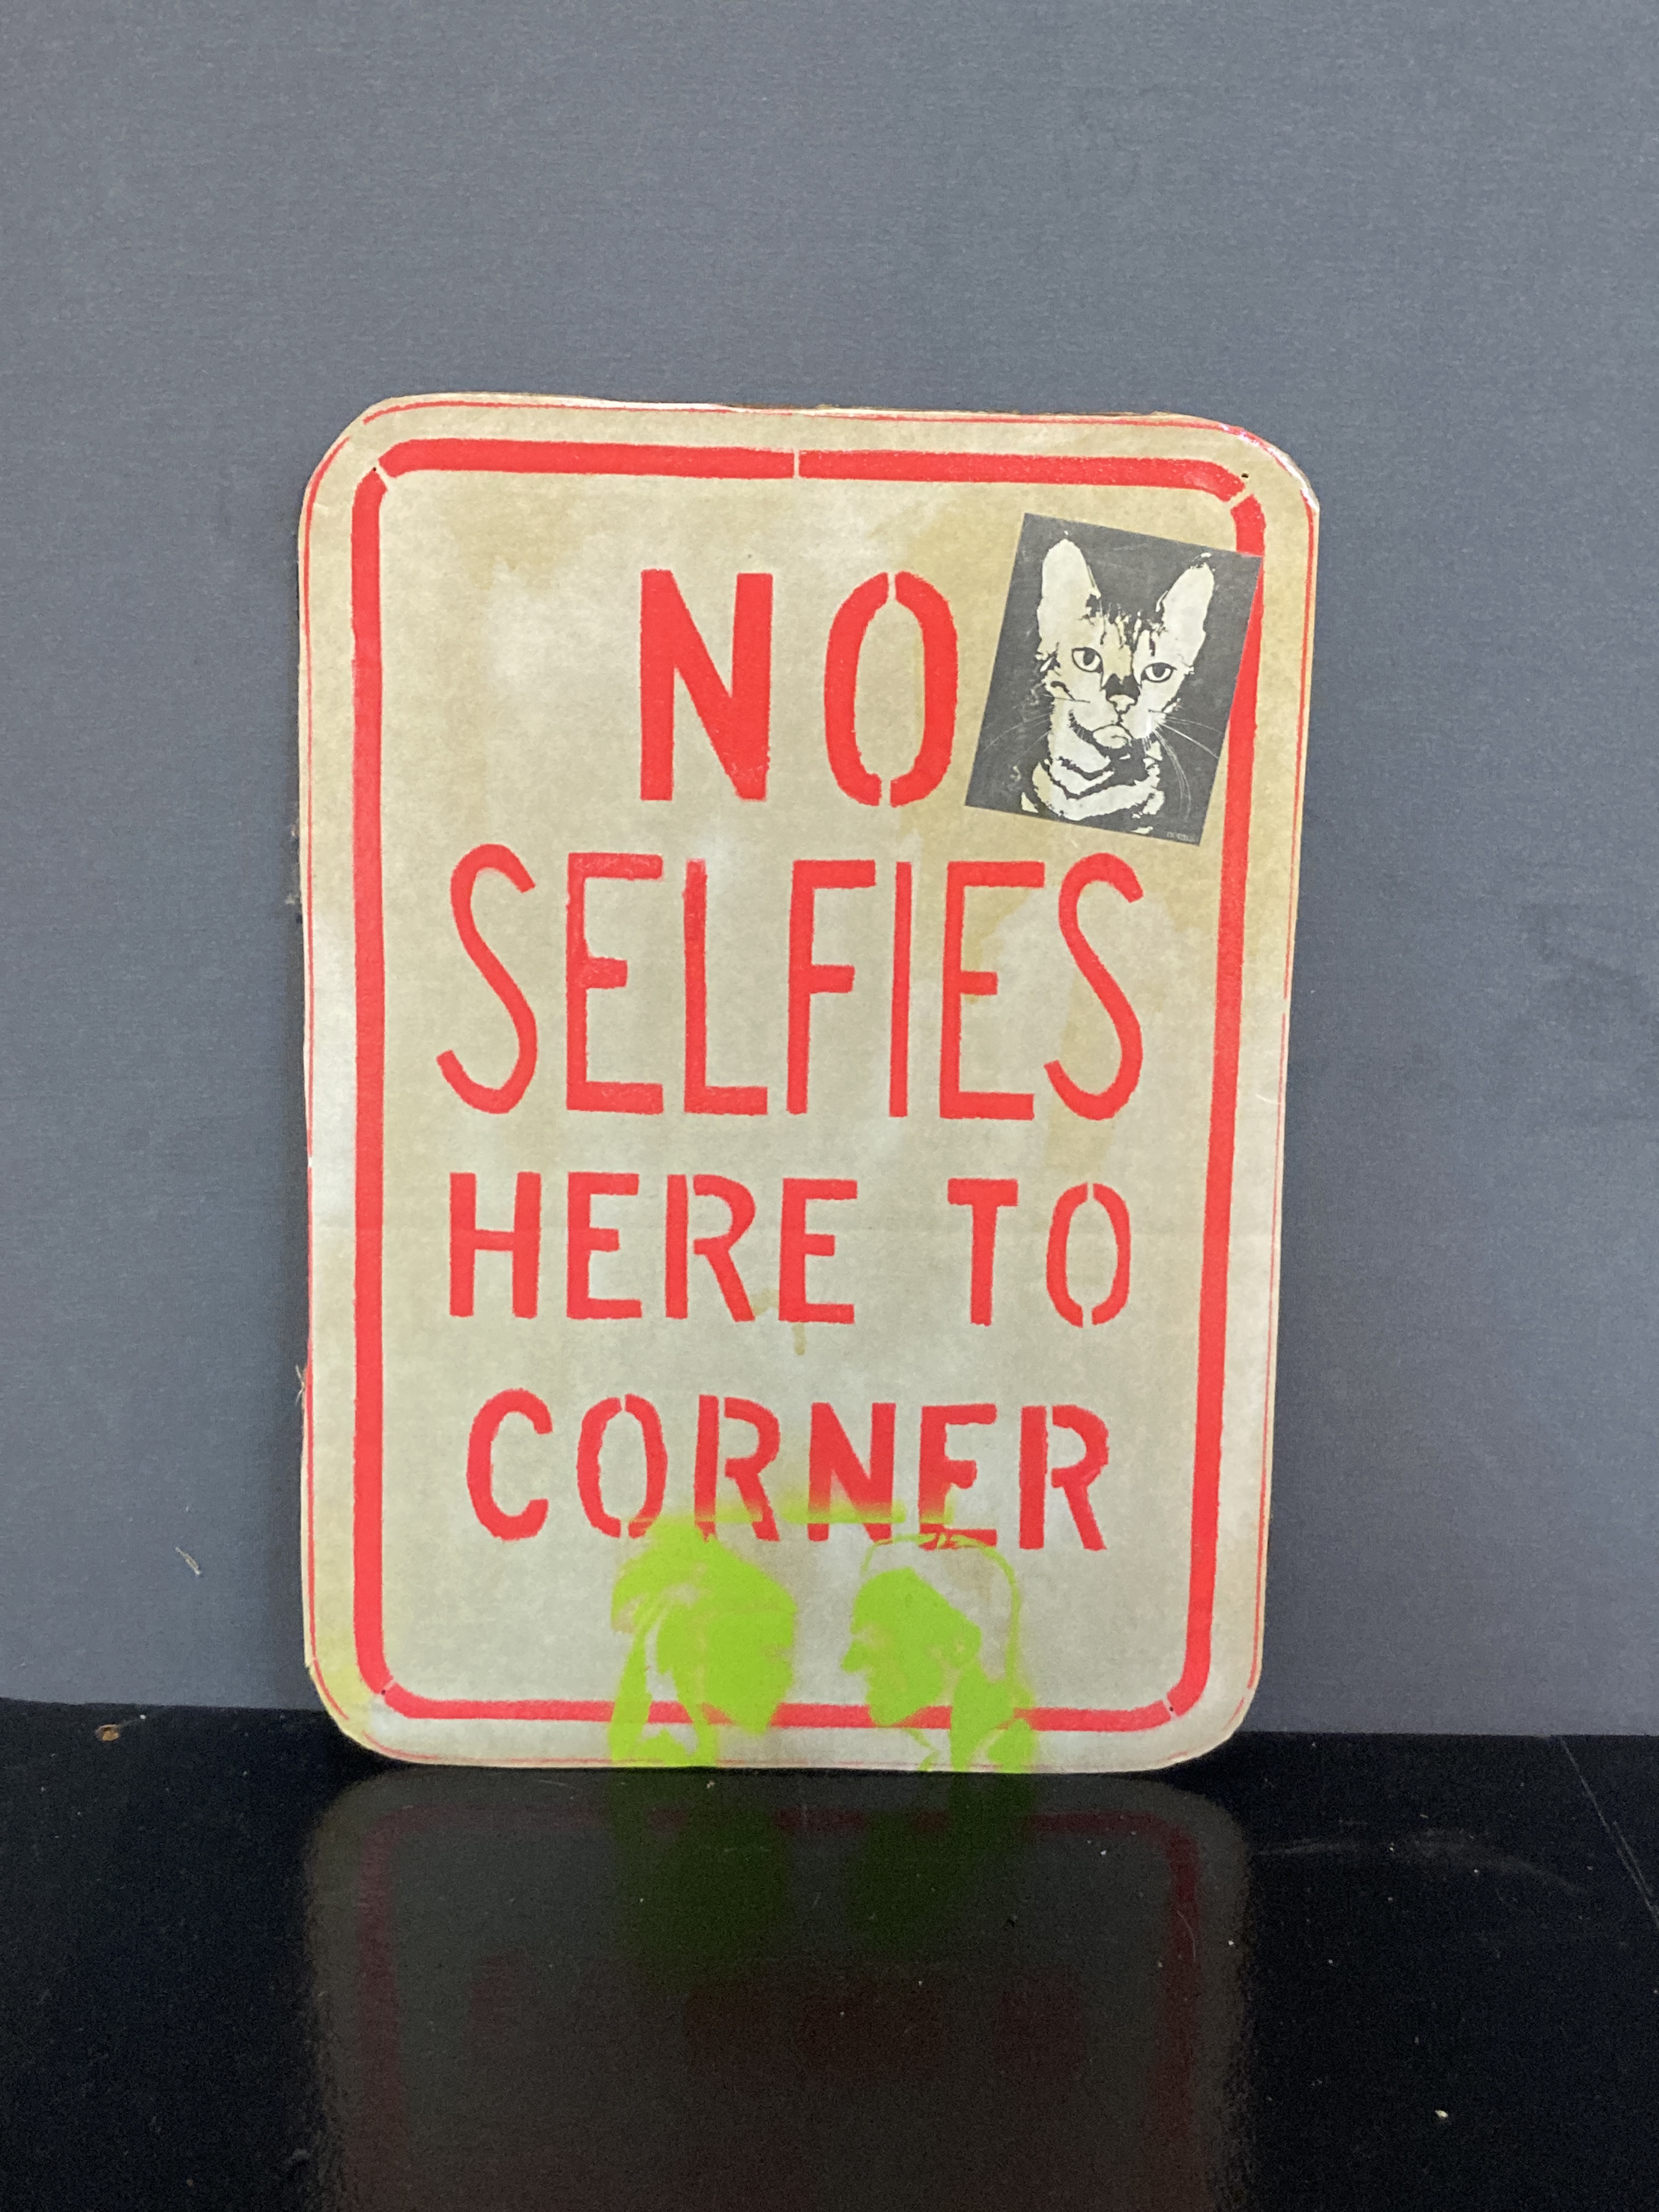 NO
SELFIES
HERE TO
CORNER